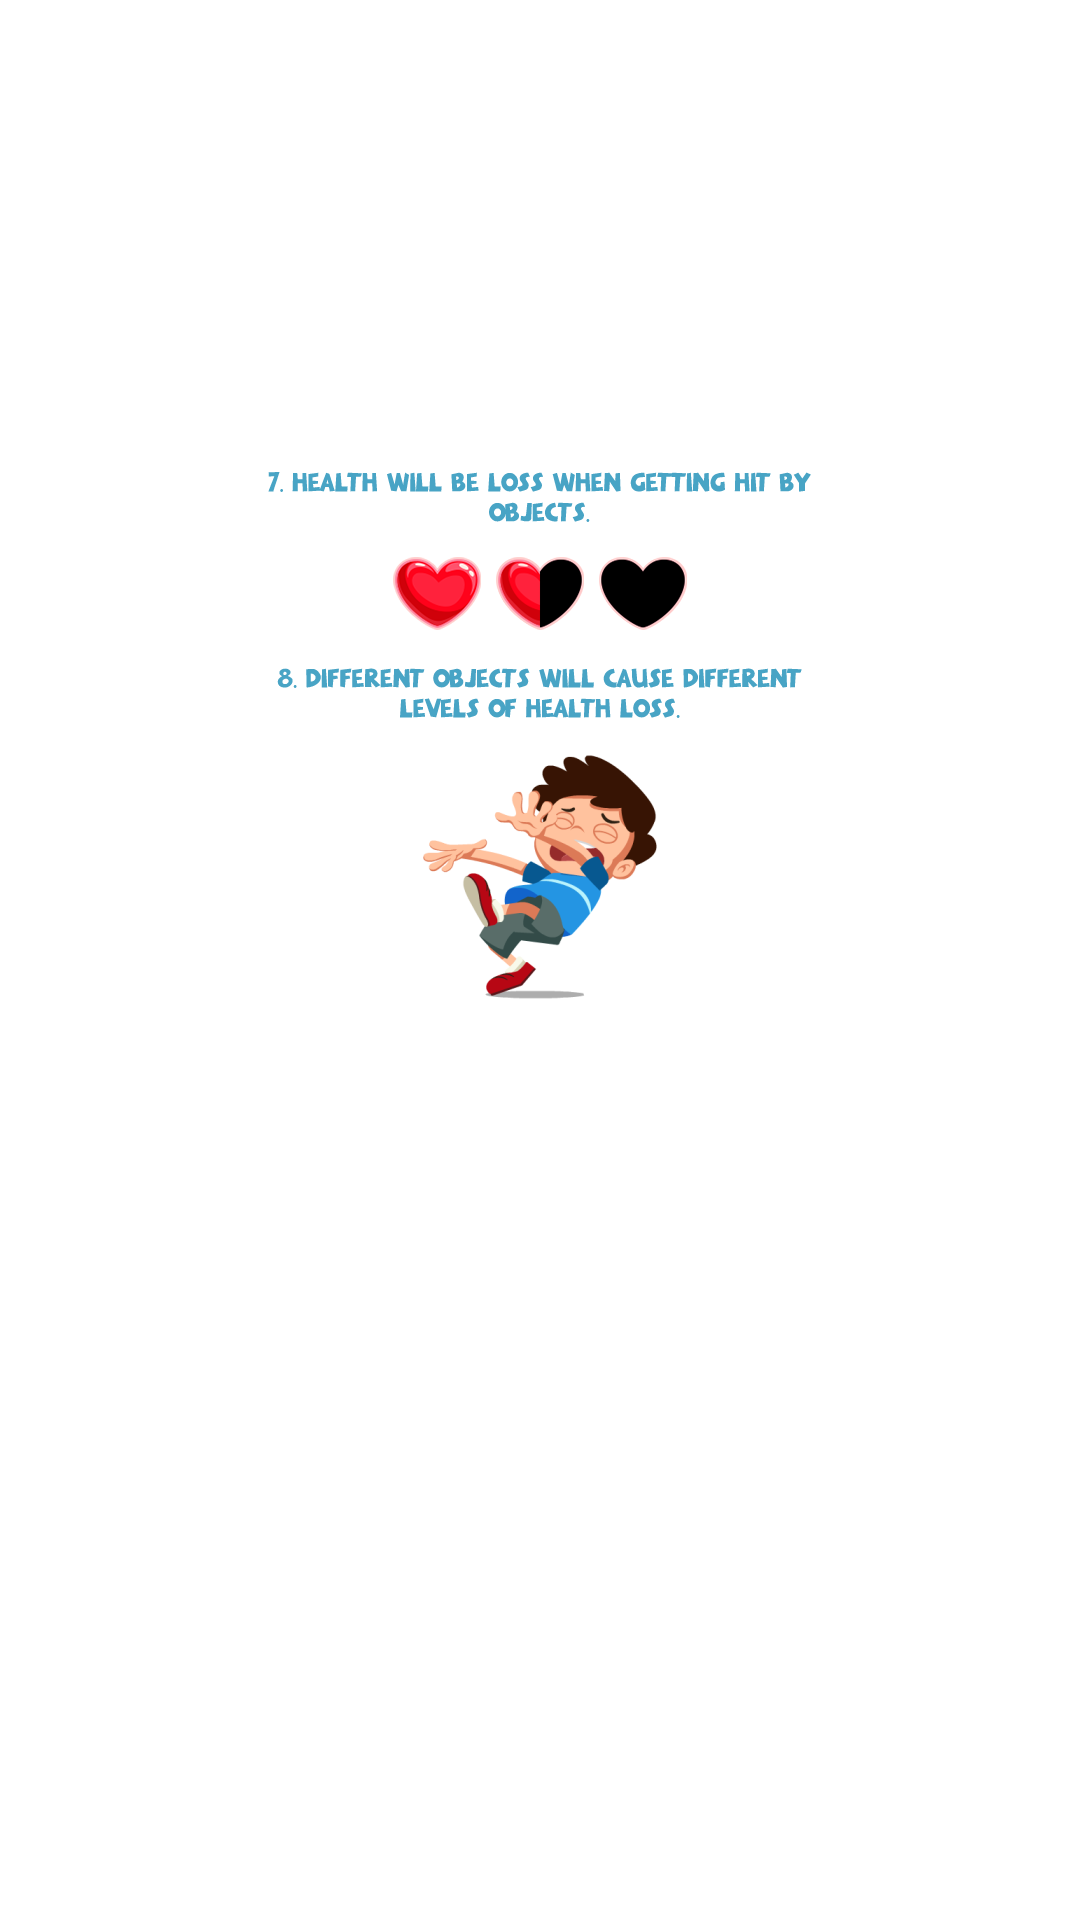 7. HEALTH WILL BE LOSS WHEN GETTING HIT BY
OBJECTS.
8. DIFFERENT OBJECTS WILL CAUSE DIFFERENT
LEVELS OF HEALTH LOSS.